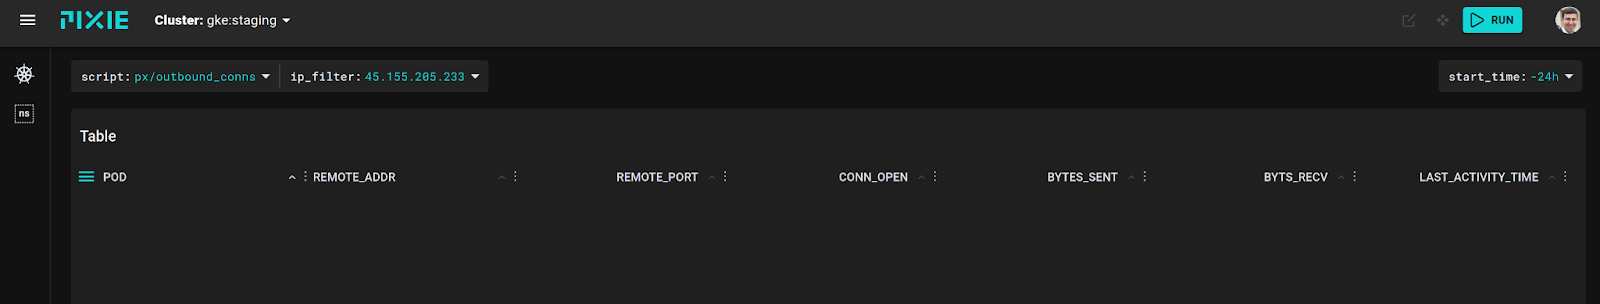 PIXIE Cluster: gke:staging RUN
script: px/outbound_conns ip_filter: 45.155.205.233 start_time: -24h
ns
Table
POD REMOTE_ADDR REMOTE_PORT CONN_OPEN BYTES_SENT BYTS_RECV LAST_ACTIVITY_TIME